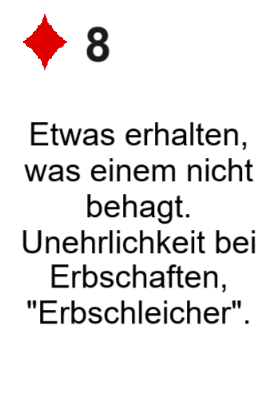 8
Etwas erhalten,
was einem nicht
behagt.
Unehrlichkeit bei
Erbschaften,
"Erbschleicher".